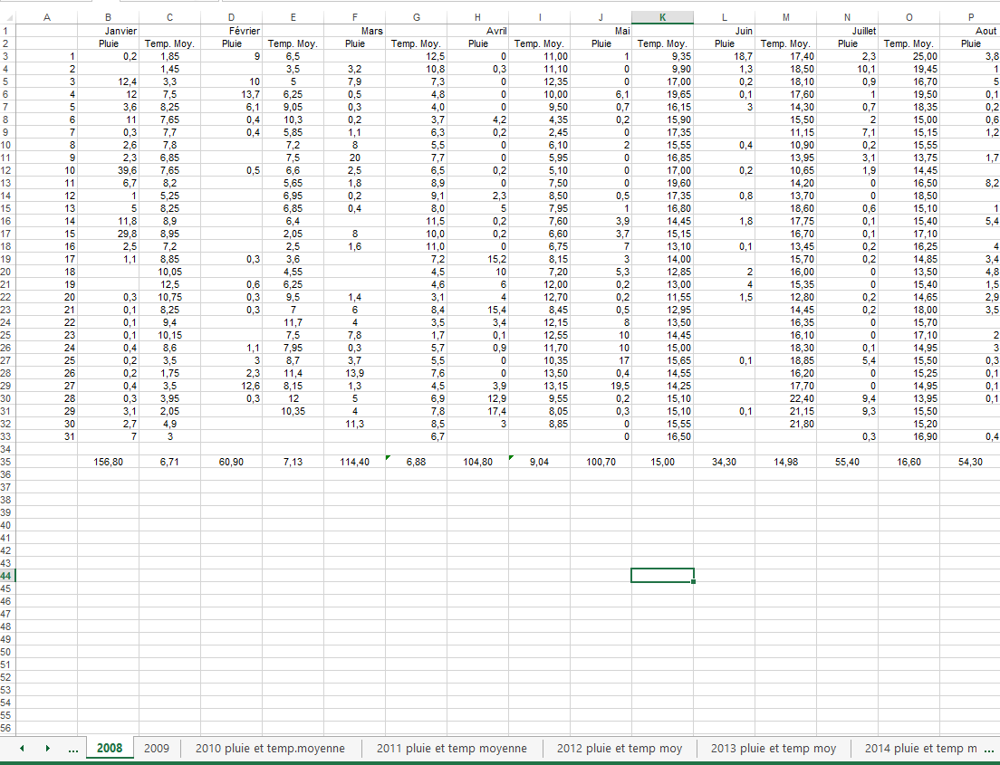 A B C D E F G H I J K L M N O P
1 Janvier Février Mars Avril Mai Juin Juillet Aout
2 Pluie Temp. Moy. Pluie Temp. Moy. Pluie Temp. Moy. Pluie Temp. Moy. Pluie Temp. Moy. Pluie Temp. Moy. Pluie Temp. Moy. Pluie
3 1 0,2 1,85 9 6,5 12,5 0 11,00 1 9,35 18,7 17,40 2,3 25,00 3,8
4 2 1,45 3,5 3,2 10,8 0,3 11,10 0 9,90 1,3 18,50 10,1 19,45 1
5 3 12,4 3,3 10 5 7,9 7,3 0 12,35 0 17,00 0,2 18,10 0,9 16,70 5
6 4 12 7,5 13,7 6,25 0,5 4,8 0 10,00 6,1 19,65 0,1 17,60 1 19,50 0,1
7 5 3,6 8,25 6,1 9,05 0,3 4,0 0 9,50 0,7 16,15 3 14,30 0,7 18,35 0,2
8 6 11 7,65 0,4 10,3 0,2 3,7 4,2 4,35 0,2 15,90 15,50 2 15,00 0,6
9 7 0,3 7,7 0,4 5,85 1,1 6,3 0,2 2,45 0 17,35 11,15 7,1 15,15 1,2
10 8 2,6 7,8 7,2 8 5,5 0 6,10 2 15,55 0,4 10,90 0,2 15,55
11 9 2,3 6,85 7,5 20 7,7 0 5,95 0 16,85 13,95 3,1 13,75 1,7
12 10 39,6 7,65 0,5 6,6 2,5 6,5 0,2 5,10 0 17,00 0,2 10,65 1,9 14,45
13 11 6,7 8,2 5,65 1,8 8,9 0 7,50 0 19,60 14,20 0 16,50 8,2
14 12 1 5,25 6,95 0,2 9,1 2,3 8,50 0,5 17,35 0,8 13,70 0 18,50
15 13 5 8,25 6,85 0,4 8,0 5 7,95 1 16,80 18,60 0,6 15,10 1
16 14 11,8 8,9 6,4 11,5 0,2 7,60 3,9 14,45 1,8 17,75 0,1 15,40 5,4
17 15 29,8 8,95 2,05 8 10,0 0,2 6,60 3,7 15,15 16,70 0,1 17,10
18 16 2,5 7,2 2,5 1,6 11,0 0 6,75 7 13,10 0,1 13,45 0,2 16,25 4
19 17 1,1 8,85 0,3 3,6 7,2 15,2 8,15 3 14,00 15,70 0,2 14,85 3,4
20 18 10,05 4,55 4,5 10 7,20 5,3 12,85 2 16,00 0 13,50 4,8
21 19 12,5 0,6 6,25 4,6 6 12,00 0,2 13,00 4 15,35 0 15,40 1,5
22 20 0,3 10,75 0,3 9,5 1,4 3,1 4 12,70 0,2 11,55 1,5 12,80 0,2 14,65 2,9
23 21 0,1 8,25 0,3 7 6 8,4 15,4 8,45 0,5 12,95 14,45 0,2 18,00 3,5
24 22 0,1 9,4 11,7 4 3,5 3,4 12,15 8 13,50 16,35 0 15,70
25 23 0,1 10,15 7,5 7,8 1,7 0,1 12,55 10 14,45 16,10 0 17,10 2
26 24 0,4 8,6 1,1 7,95 0,3 5,7 0,9 11,70 10 15,00 18,30 0,1 14,95 3
27 25 0,2 3,5 3 8,7 3,7 5,5 0 10,35 17 15,65 0,1 18,85 5,4 15,50 0,3
28 26 0,2 1,75 2,3 11,4 13,9 7,6 0 13,50 0,4 14,55 16,20 0 15,25 0,1
29 27 0,4 3,5 12,6 8,15 1,3 4,5 3,9 13,15 19,5 14,25 17,70 0 14,95 0,1
30 28 0,3 3,95 0,3 12 5 6,9 12,9 9,55 0,2 15,10 22,40 9,4 13,95 0,1
31 29 3,1 2,05 10,35 4 7,8 17,4 8,05 0,3 15,10 0,1 21,15 9,3 15,50
32 30 2,7 4,9 11,3 8,5 3 8,85 0 15,55 21,80 15,20
33 31 7 3 6,7 0 16,50 0,3 16,90 0,4
34
35 156,80 6,71 60,90 7,13 114,40 6,88 104,80 9,04 100,70 15,00 34,30 14,98 55,40 16,60 54,30
36
37
38
39
40
41
42
43
44
45
46
47
48
49
50
51
52
53
54
55
56
... 2008 2009 2010 pluie et temp.moyenne 2011 pluie et temp moyenne 2012 pluie et temp moy 2013 pluie et temp moy 2014 pluie et temp m ...